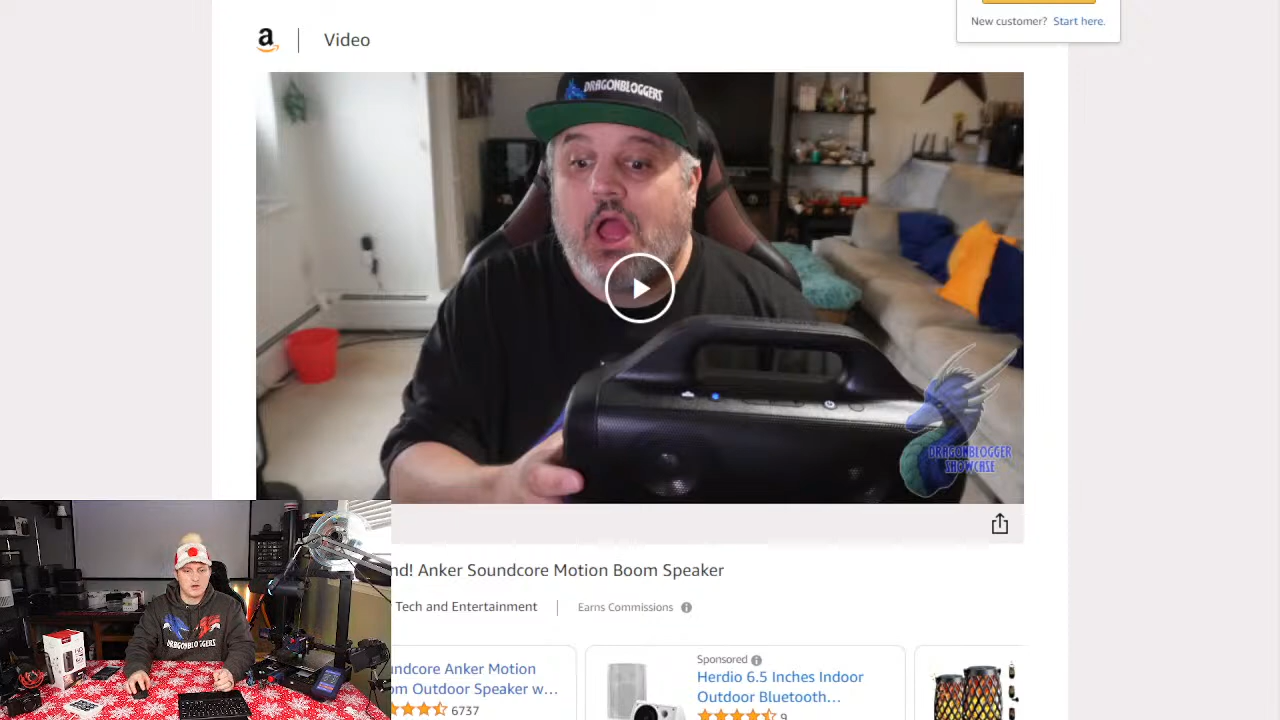 New customer? Start here.
a
Video
DRAGONBLOGGERS
DRAGONBLOGGER
SHOWCASE
nd! Anker Soundcore Motion Boom Speaker
Tech and Entertainment
Earns Commissions
DRAGONBLOGGERS
ndcore Anker Motion
om Outdoor Speaker w…
6737
Sponsored
Herdio 6.5 Inches Indoor
Outdoor Bluetooth…
9